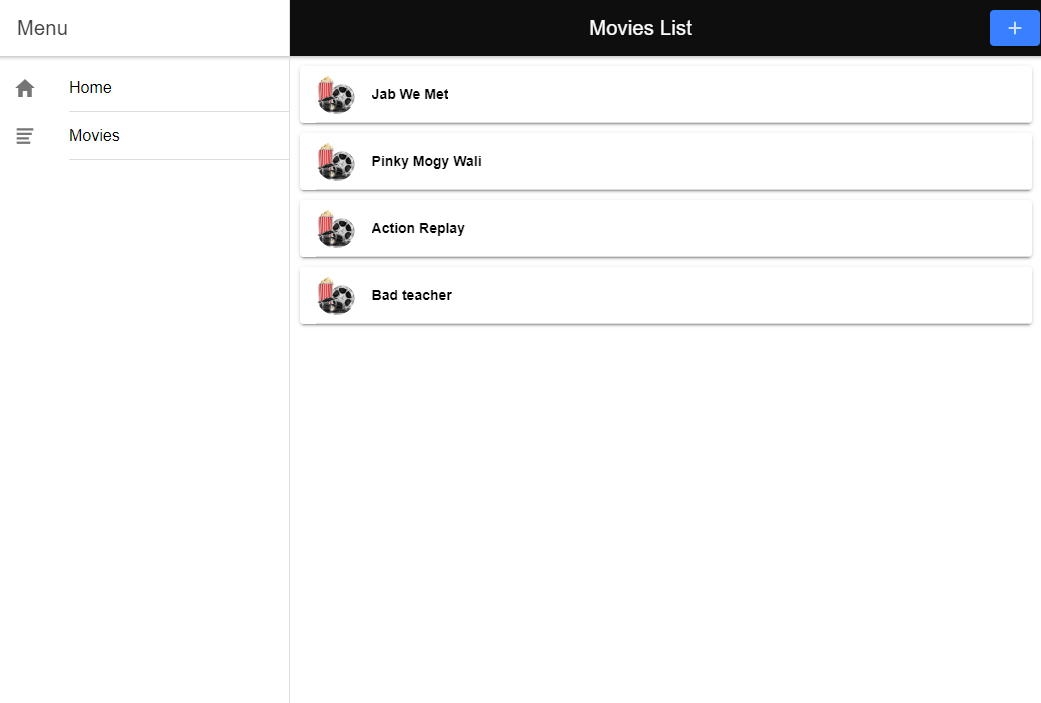 Menu
Home
Movies
Movies List
+
Jab We Met
Pinky Mogy Wali
Action Replay
Bad teacher